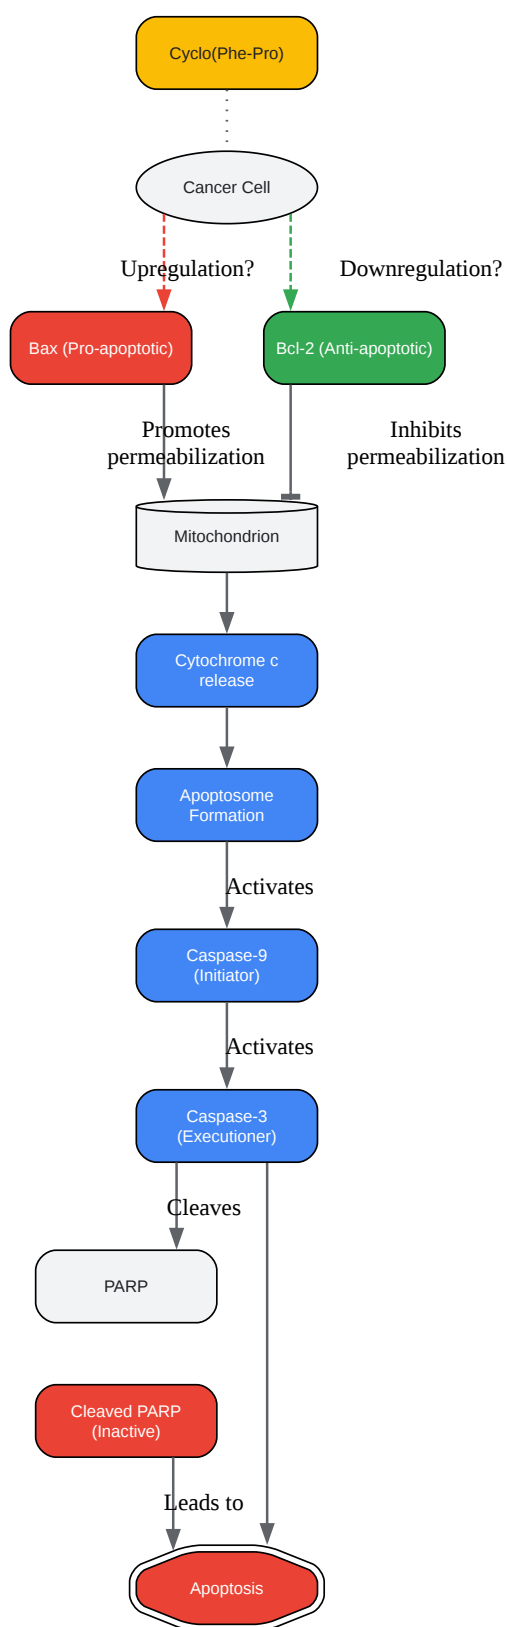 Cyclo(Phe-Pro)
Cancer Cell
Upregulation?
Downregulation?
Bax (Pro-apoptotic)
Bcl-2 (Anti-apoptotic)
Promotes
permeabilization
Inhibits
permeabilization
Mitochondrion
Cytochrome c
release
Apoptosome
Formation
Activates
Caspase-9
(Initiator)
Activates
Caspase-3
(Executioner)
Cleaves
PARP
Cleaved PARP
(Inactive)
Leads to
Apoptosis